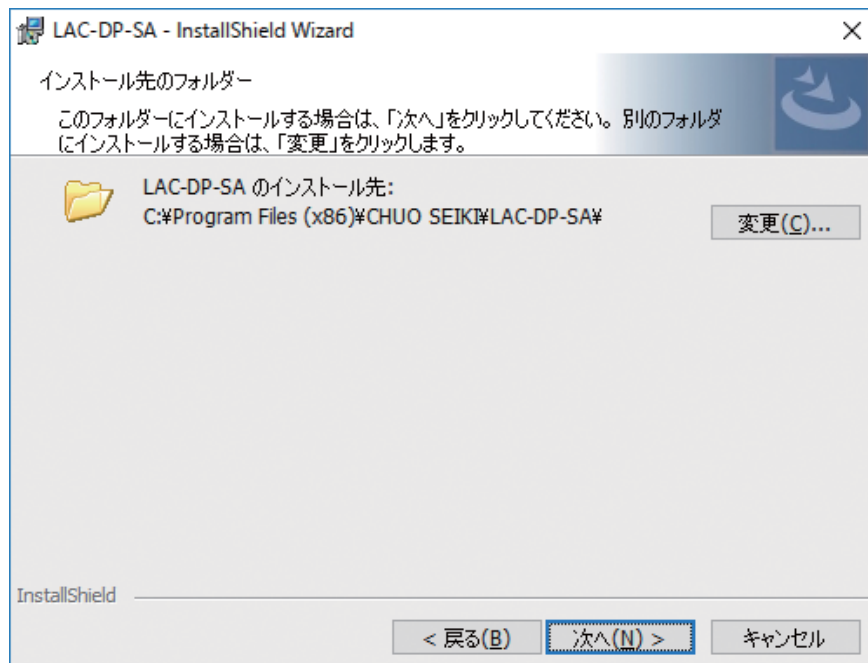 LAC-DP-SA - InstallShield Wizard
インストール先のフォルダー
このフォルダーにインストールする場合は、「次へ」をクリックしてください。別のフォルダ
にインストールする場合は、「変更」をクリックします。
LAC-DP-SA のインストール先:
C:¥Program Files (x86)¥CHUO SEIKI¥LAC-DP-SA¥
変更(C)...
InstallShield
< 戻る(B)
次へ(N) >
キャンセル